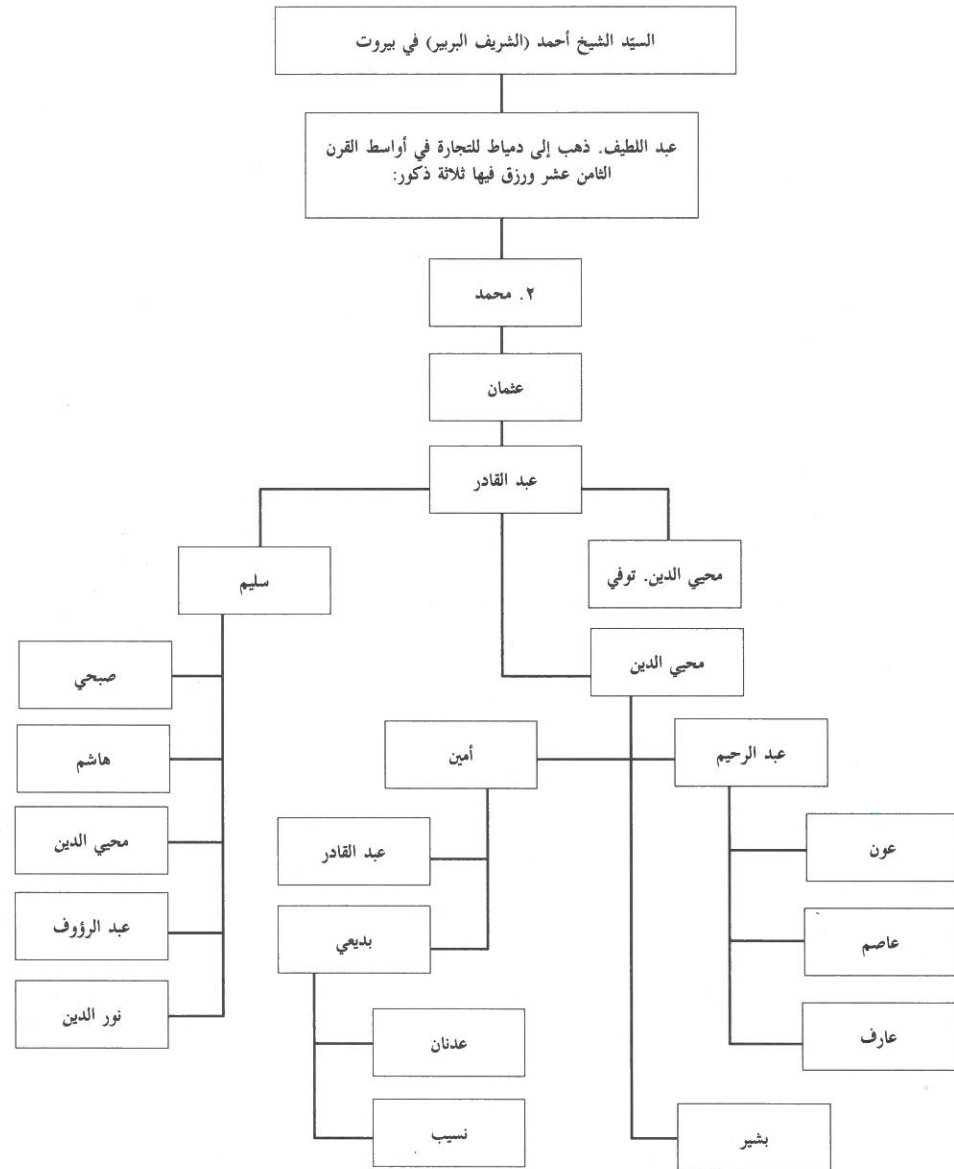 السيّد الشيخ أحمد (الشريف البربير) في بيروت
عبد اللطيف. ذهب إلى دمياط للتجارة في أواسط القرن
الثامن عشر ورزق فيها ثلاثة ذكور:
٢. محمد
عثمان
عبد القادر
محيي الدين. توفي
سليم
محيي الدين
صبحي
عبد الرحيم
أمين
هاشم
عون
محيي الدين
عبد القادر
عاصم
بديعي
عبد الرؤوف
عارف
عدنان
نور الدين
بشير
نسيب